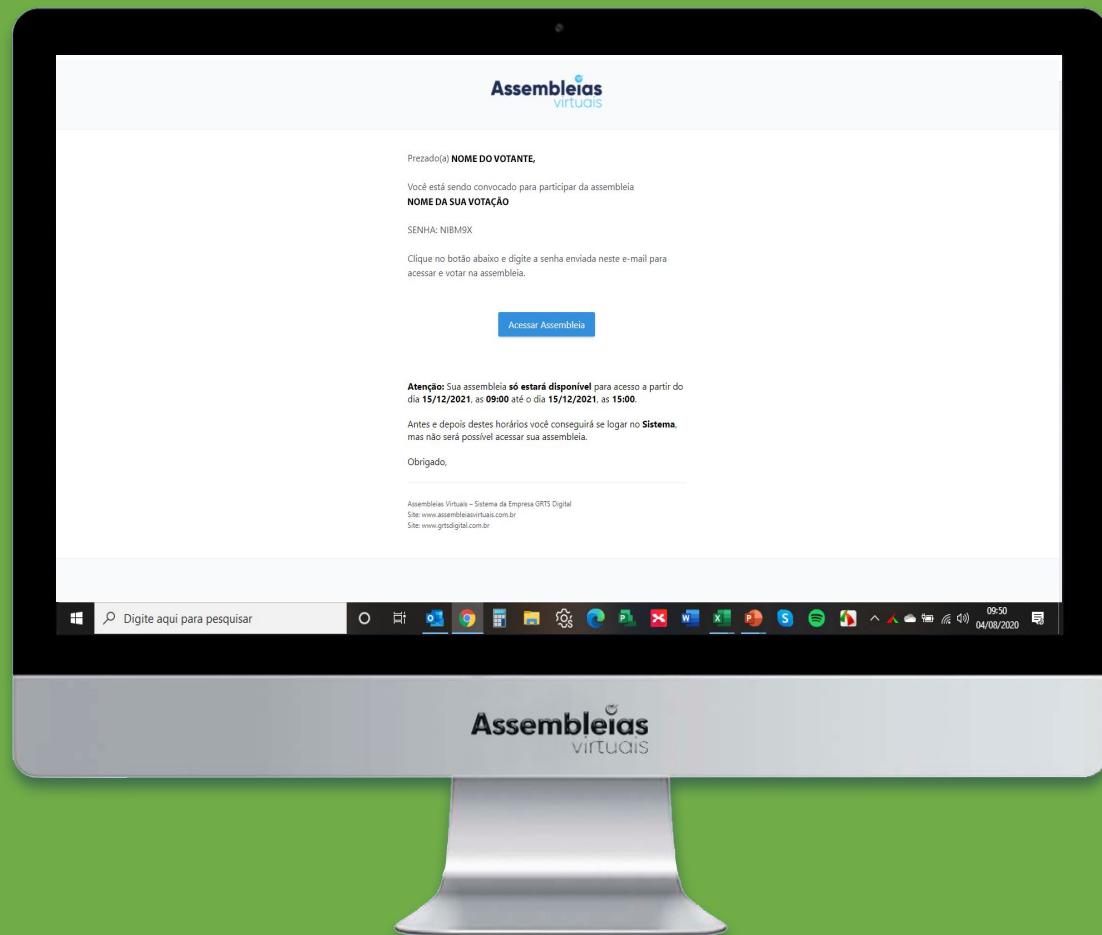 Assembleias
virtuais
Prezado(a) NOME DO VOTANTE,
Você está sendo convocado para participar da assembleia
NOME DA SUA VOTAÇÃO
SENHA: NIBM9X
Clique no botão abaixo e digite a senha enviada neste e-mail para
acessar e votar na assembleia.
Acessar Assembleia
Atenção: Sua assembleia só estará disponível para acesso a partir do
dia 15/12/2021, as 09:00 até o dia 15/12/2021, as 15:00.
Antes e depois destes horários você conseguirá se logar no Sistema,
mas não será possível acessar sua assembleia.
Obrigado,
Assembleias Virtuais – Sistema da Empresa GRTS Digital
Site: www.assembleiasvirtuais.com.br
Site: www.grtsdigital.com.br
Digite aqui para pesquisar
09:50
04/08/2020
Assembleias
virtuais